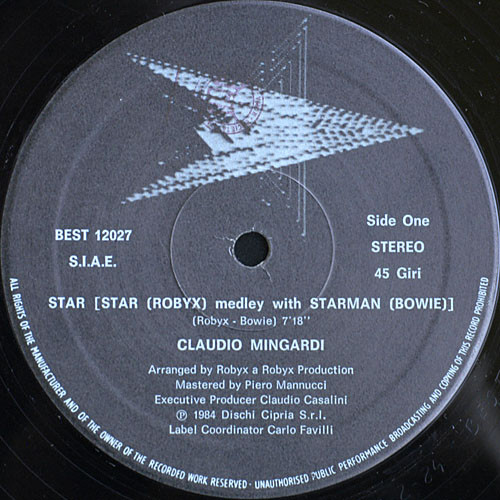 BEST 12027
S.I.A.E.
Side One
STEREO
45 Giri
STAR [STAR (ROBYX) medley with STARMAN (BOWIE)]
(Robyx - Bowie) 7'18''
CLAUDIO MINGARDI
Arranged by Robyx a Robyx Production
Mastered by Piero Mannucci
Executive Producer Claudio Casalini
℗ 1984 Dischi Cipria S.r.l.
Label Coordinator Carlo Favilli
ALL RIGHTS OF THE MANUFACTURER AND OF THE OWNER OF THE RECORDED WORK RESERVED · UNAUTHORISED PUBLIC PERFORMANCE BROADCASTING AND COPYING OF THIS RECORD PROHIBITED